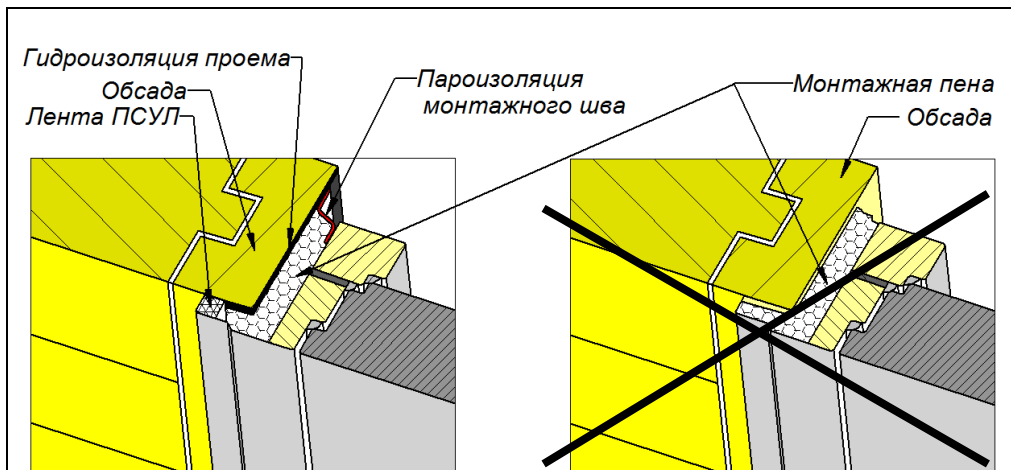 Гидроизоляция проема
Обсада
Лента ПСУЛ
Пароизоляция
монтажного шва
Монтажная пена
Обсада